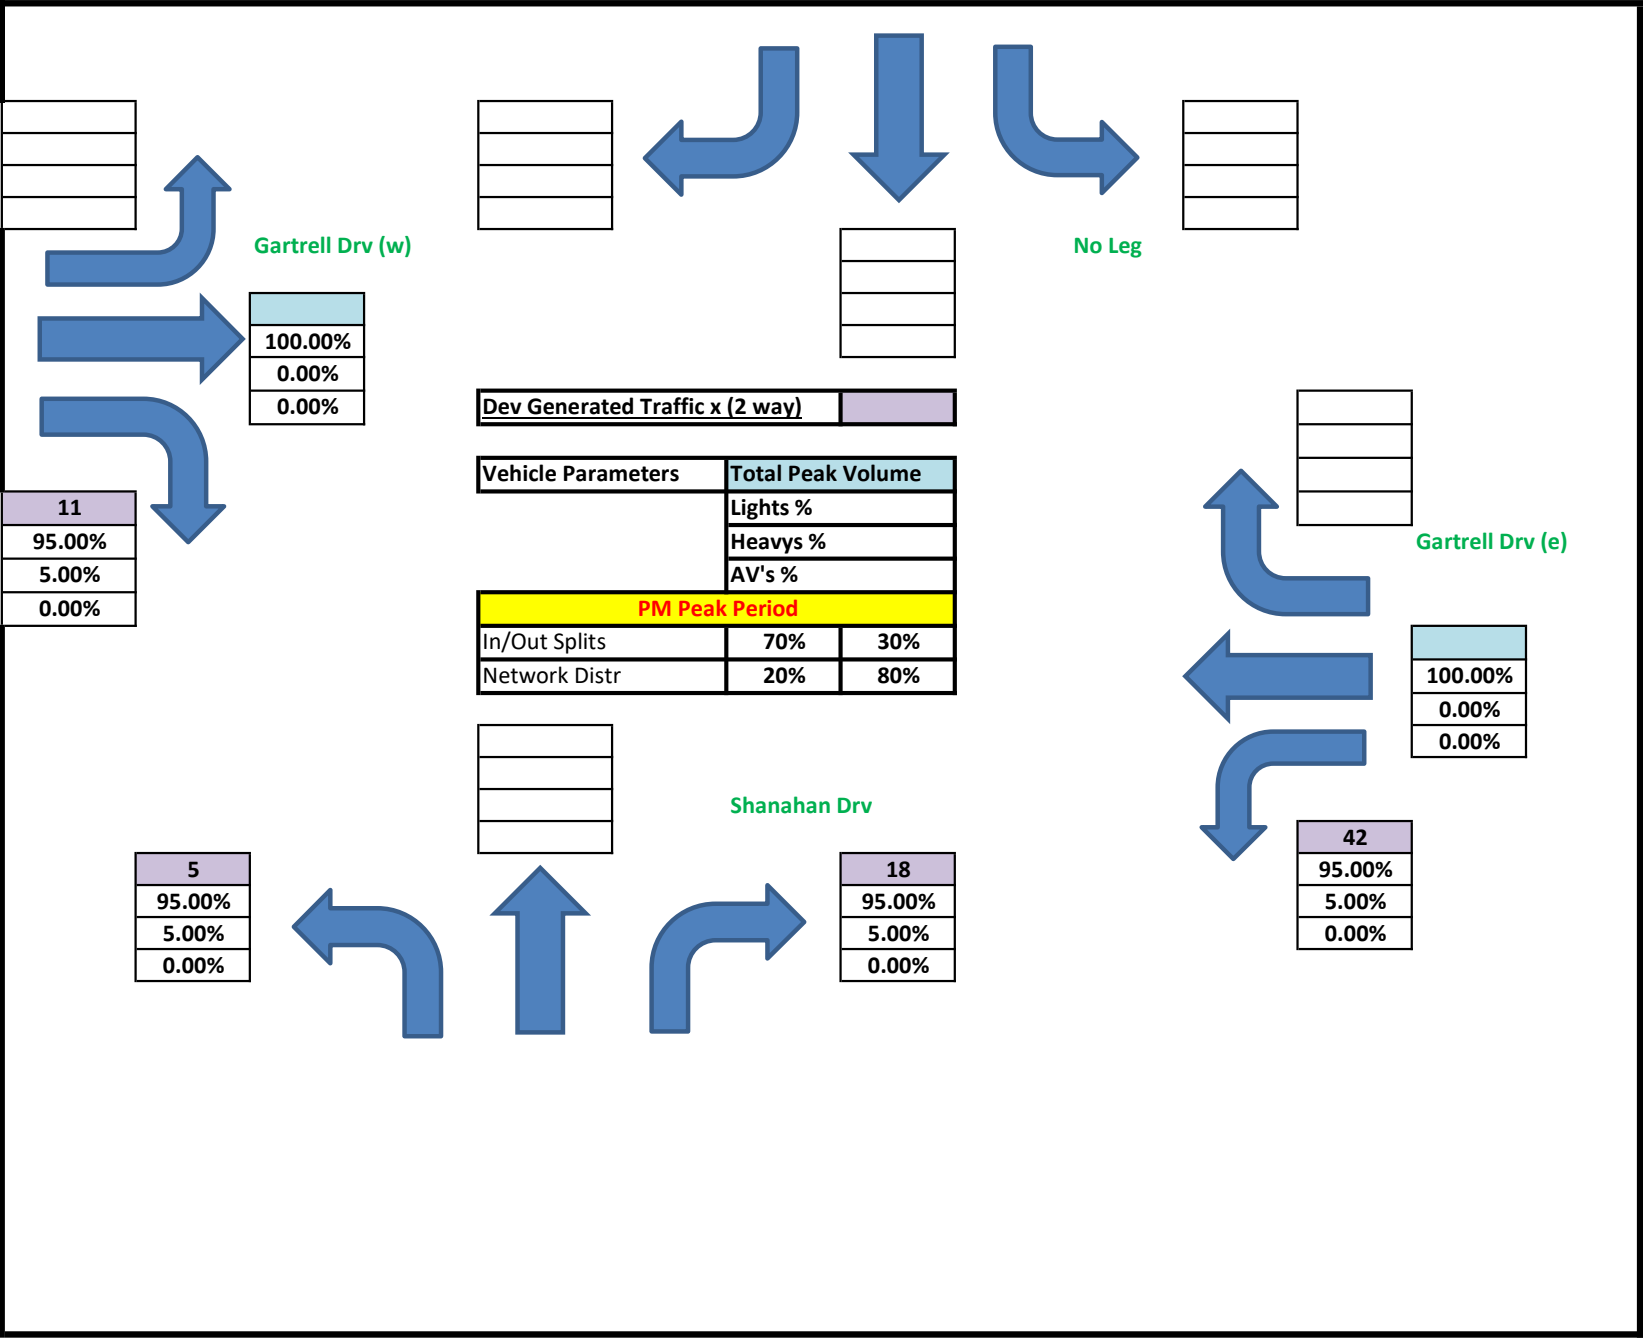 Gartrell Drv (w)
No Leg
100.00%
0.00%
0.00%
Dev Generated Traffic x (2 way)
Vehicle Parameters Total Peak Volume
Lights %
Heavys %
AV's %
PM Peak Period
In/Out Splits 70% 30%
Network Distr 20% 80%
11
95.00%
5.00%
0.00%
Gartrell Drv (e)
100.00%
0.00%
0.00%
Shanahan Drv
42
95.00%
5.00%
0.00%
5
95.00%
5.00%
0.00%
18
95.00%
5.00%
0.00%